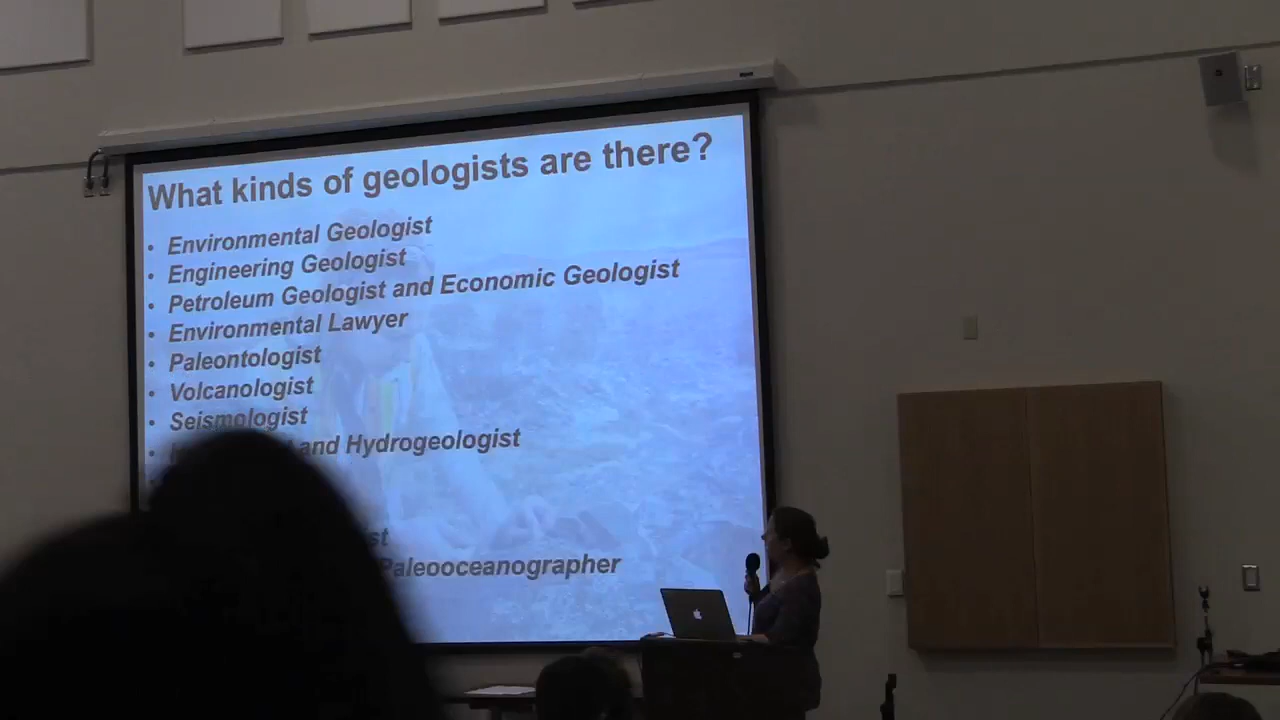 What kinds of geologists are there?
• Environmental Geologist
• Engineering Geologist
• Petroleum Geologist and Economic Geologist
• Environmental Lawyer
• Paleontologist
• Volcanologist
• Seismologist
• and Hydrogeologist
Paleooceanographer